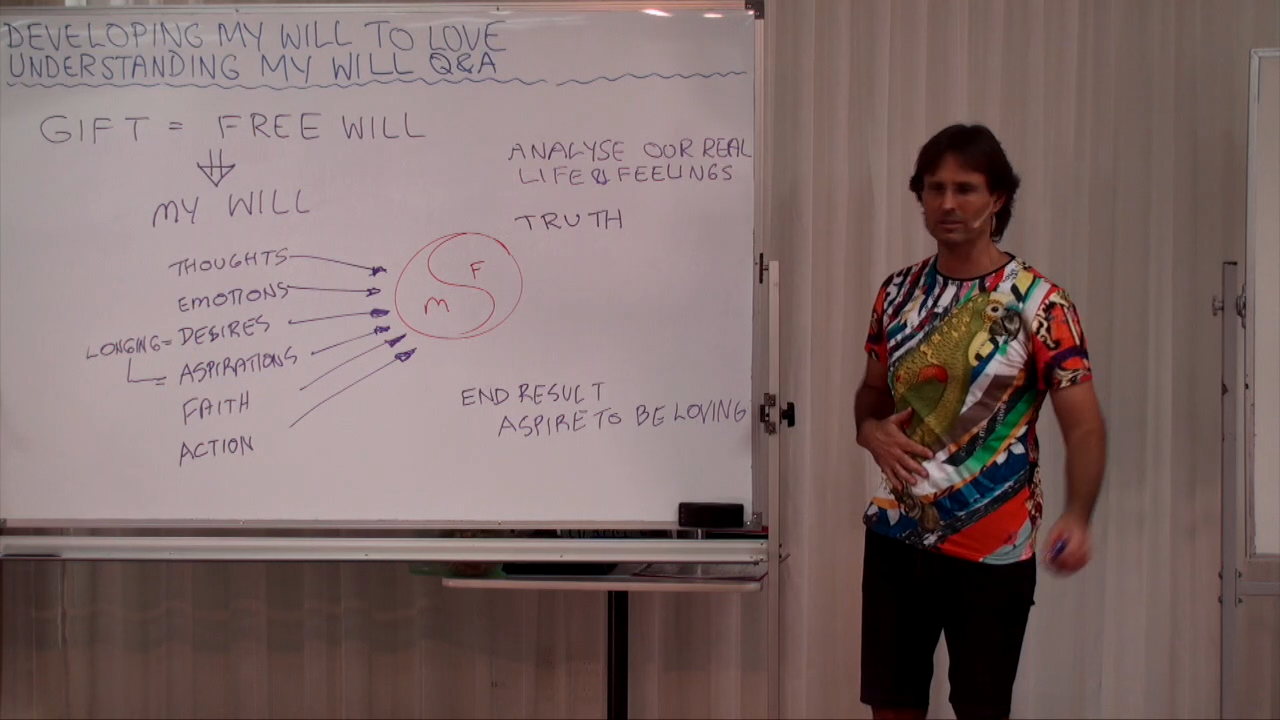 DEVELOPING MY WILL TO LOVE
UNDERSTANDING MY WILL Q&A
GIFT = FREE WILL
MY WILL
THOUGHTS
EMOTIONS
LONGING = DESIRES
= ASPIRATIONS
FAITH
ACTION
F
M
ANALYSE OUR REAL
LIFE & FEELINGS
TRUTH
END RESULT
ASPIRE TO BE LOVING